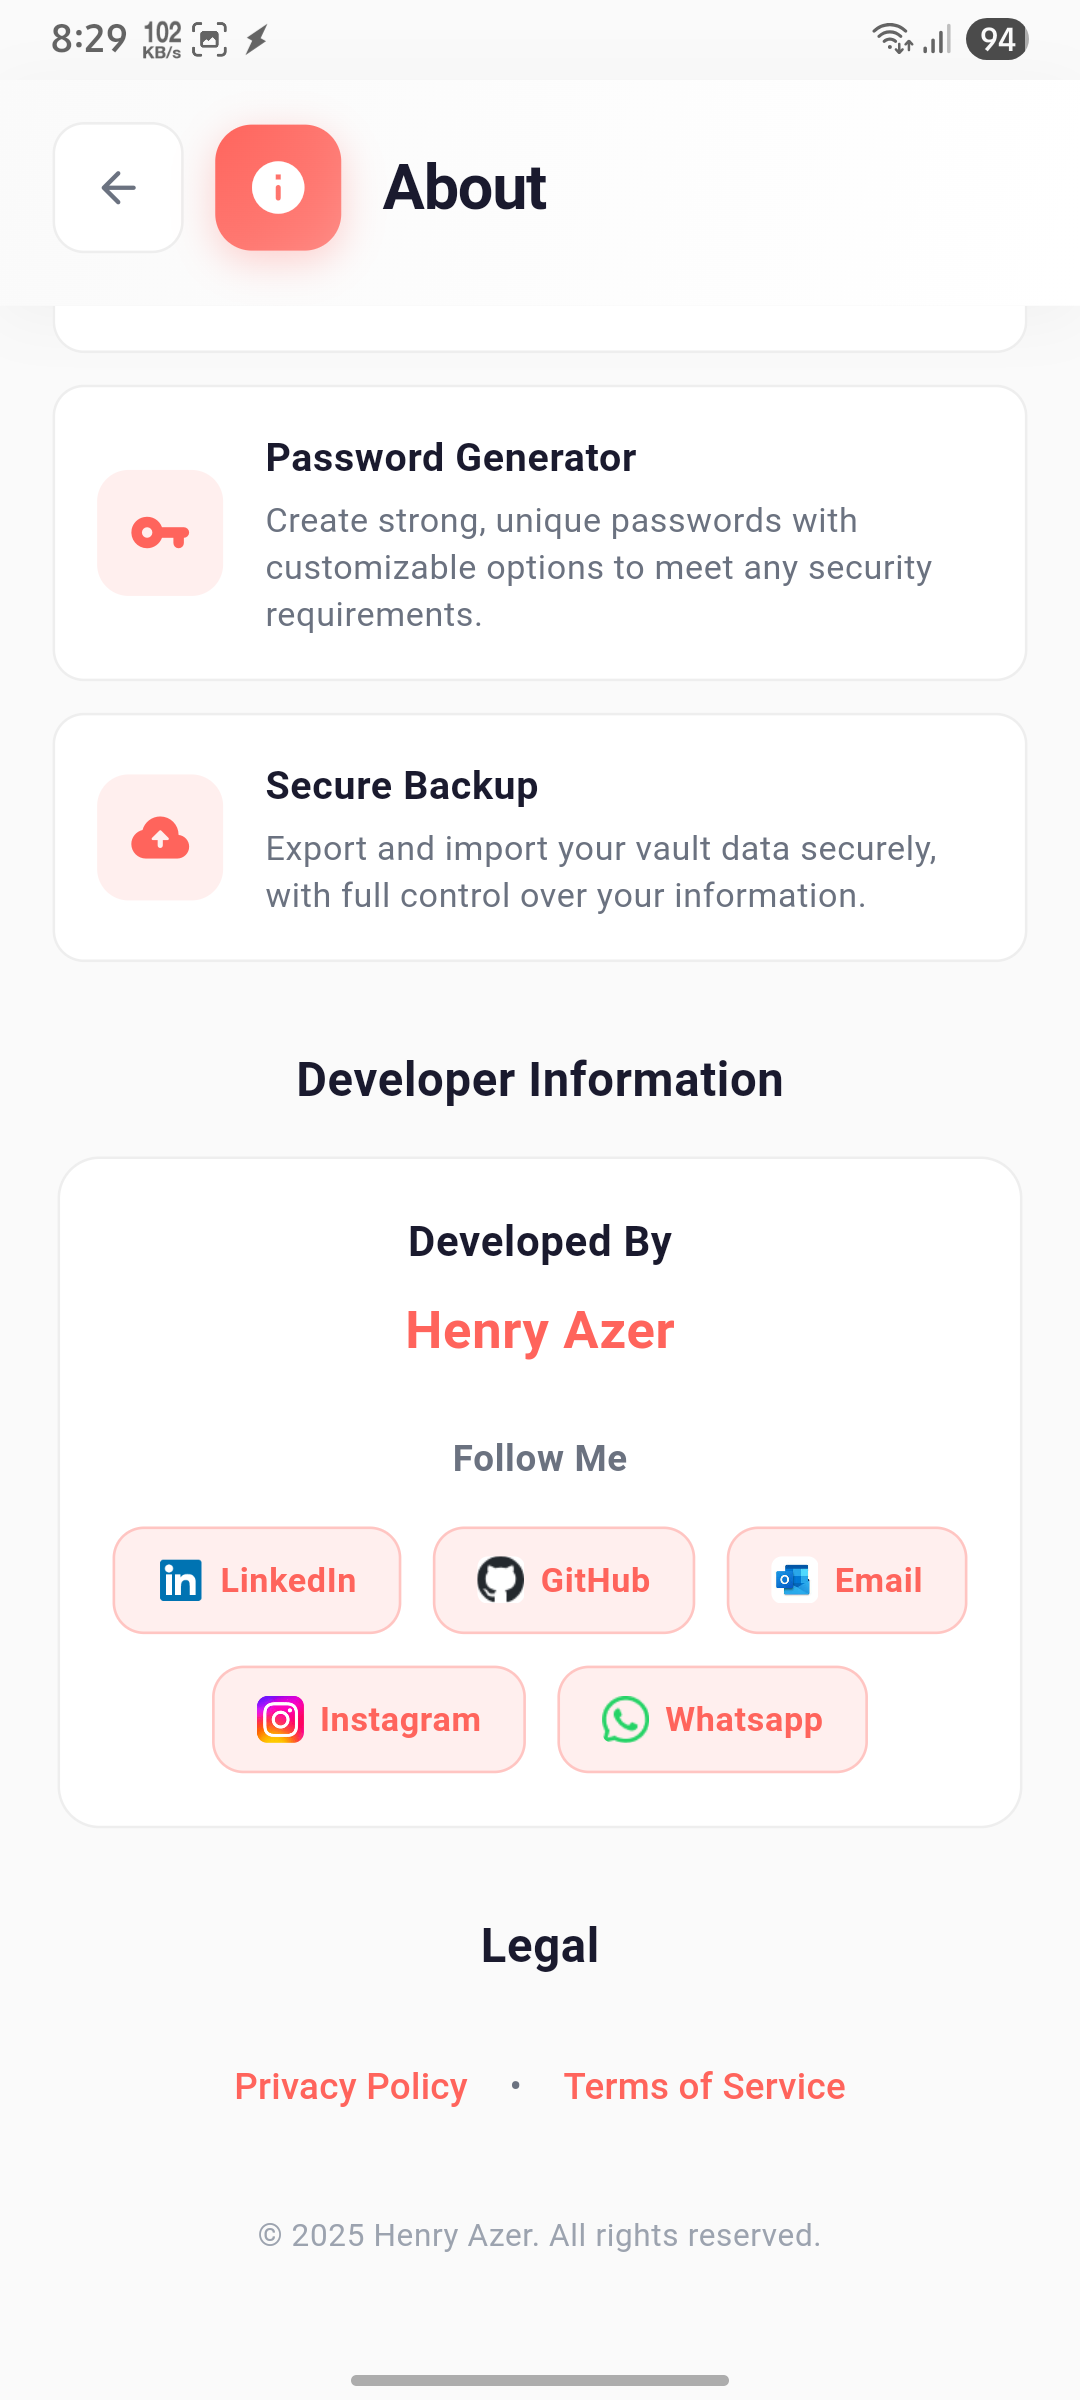 8:29
102
KB/s
94
About
Password Generator
Create strong, unique passwords with
customizable options to meet any security
requirements.
Secure Backup
Export and import your vault data securely,
with full control over your information.
Developer Information
Developed By
Henry Azer
Follow Me
LinkedIn
GitHub
Email
Instagram
Whatsapp
Legal
Privacy Policy • Terms of Service
© 2025 Henry Azer. All rights reserved.